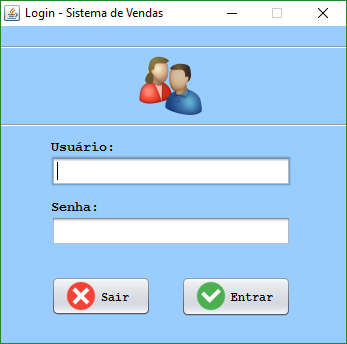 Login - Sistema de Vendas
Usuário:
Senha:
Sair
Entrar